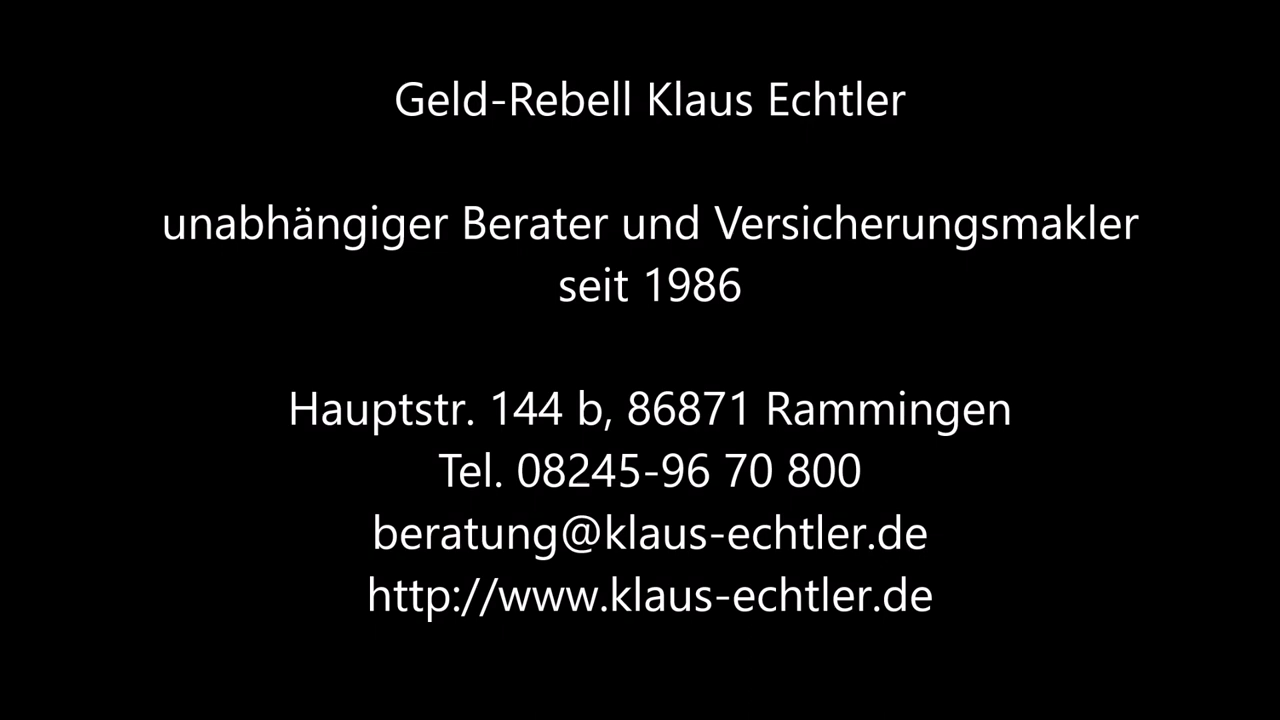 Geld-Rebell Klaus Echtler
unabhängiger Berater und Versicherungsmakler
seit 1986
Hauptstr. 144 b, 86871 Rammingen
Tel. 08245-96 70 800
beratung@klaus-echtler.de
http://www.klaus-echtler.de